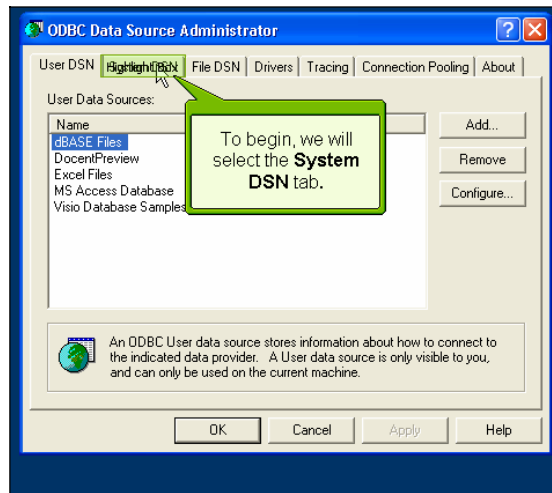 ODBC Data Source Administrator
User DSN File DSN Drivers Tracing Connection Pooling About
User Data Sources:
Name
dBASE Files
DocentPreview
Excel Files
MS Access Database
Visio Database Samples
To begin, we will
select the System
DSN tab.
Add...
Remove
Configure...
An ODBC User data source stores information about how to connect to
the indicated data provider. A User data source is only visible to you,
and can only be used on the current machine.
OK Cancel Apply Help